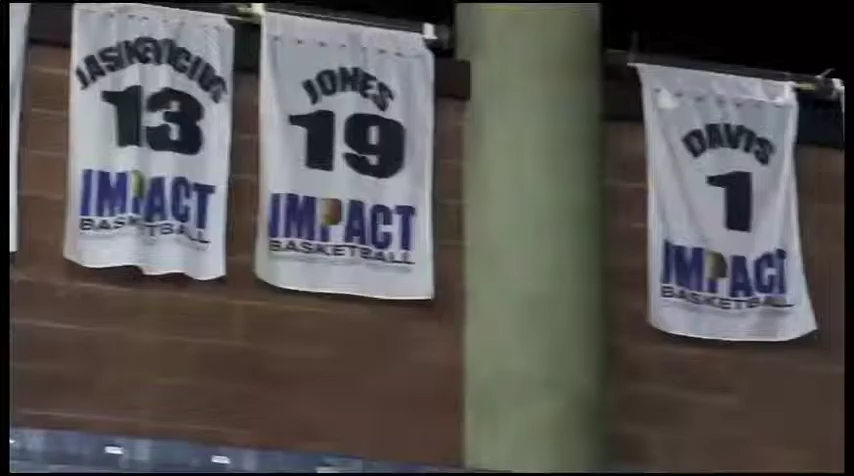 JASIKEVICIUS
13
IMPACT
BASKETBALL
JONES
19
IMPACT
BASKETBALL
DAVIS
1
IMPACT
BASKETBALL